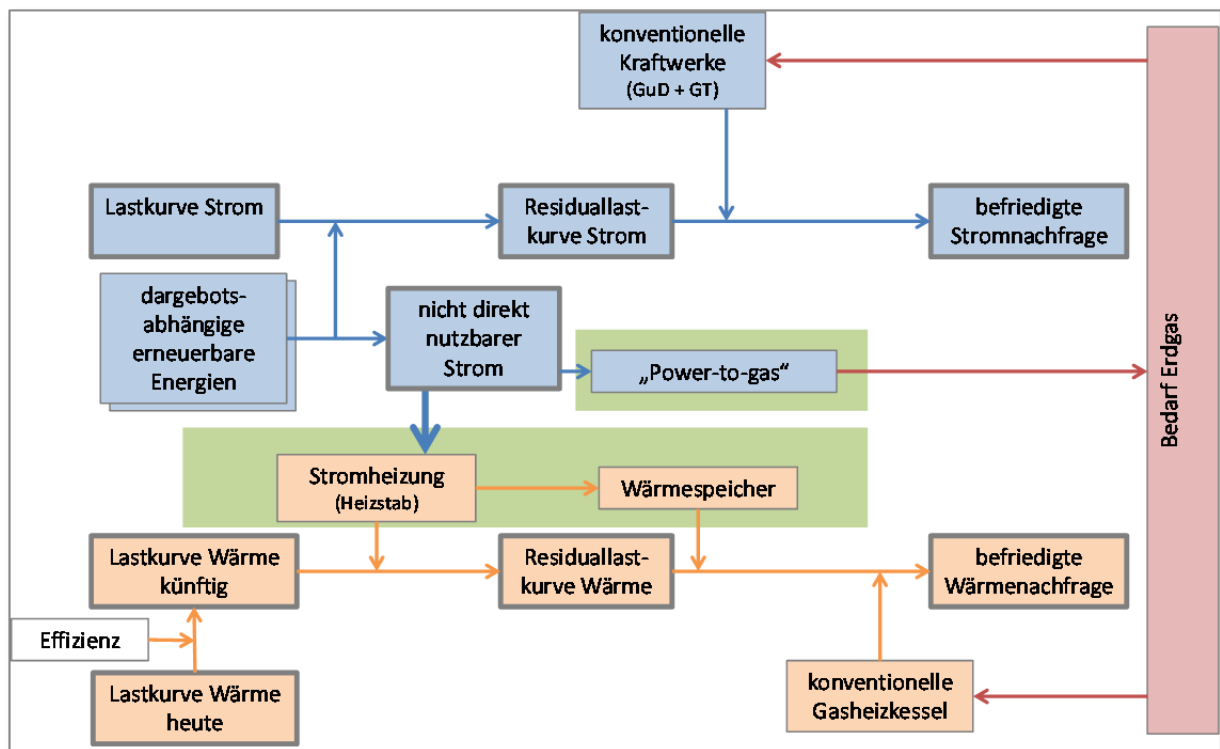 konventionelle
Kraftwerke
(GuD + GT)
Lastkurve Strom
Residuallast-
kurve Strom
befriedigte
Stromnachfrage
dargebots-
abhängige
erneuerbare
Energien
nicht direkt
nutzbarer
Strom
„Power-to-gas“
Bedarf Erdgas
Stromheizung
(Heizstab)
Wärmespeicher
Lastkurve Wärme
künftig
Residuallast-
kurve Wärme
befriedigte
Wärmenachfrage
Effizienz
Lastkurve Wärme
heute
konventionelle
Gasheizkessel